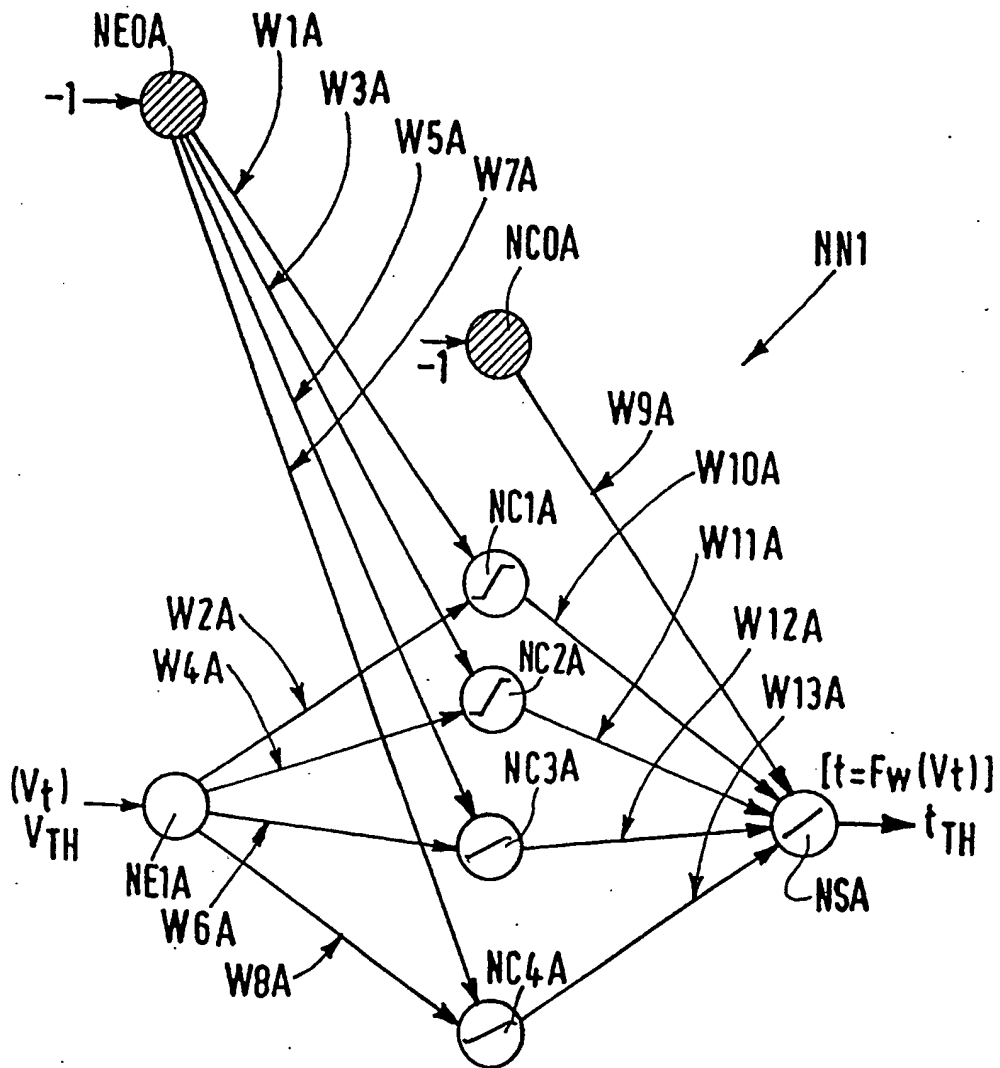 NE0A
W1A
-1
W3A
W5A
W7A
NC0A
NN1
-1
W9A
W10A
NC1A
W11A
W2A
W12A
W4A
NC2A
W13A
NC3A
[t=Fw(Vt)]
(Vt)
VTH
tTH
NE1A
NSA
W6A
NC4A
W8A